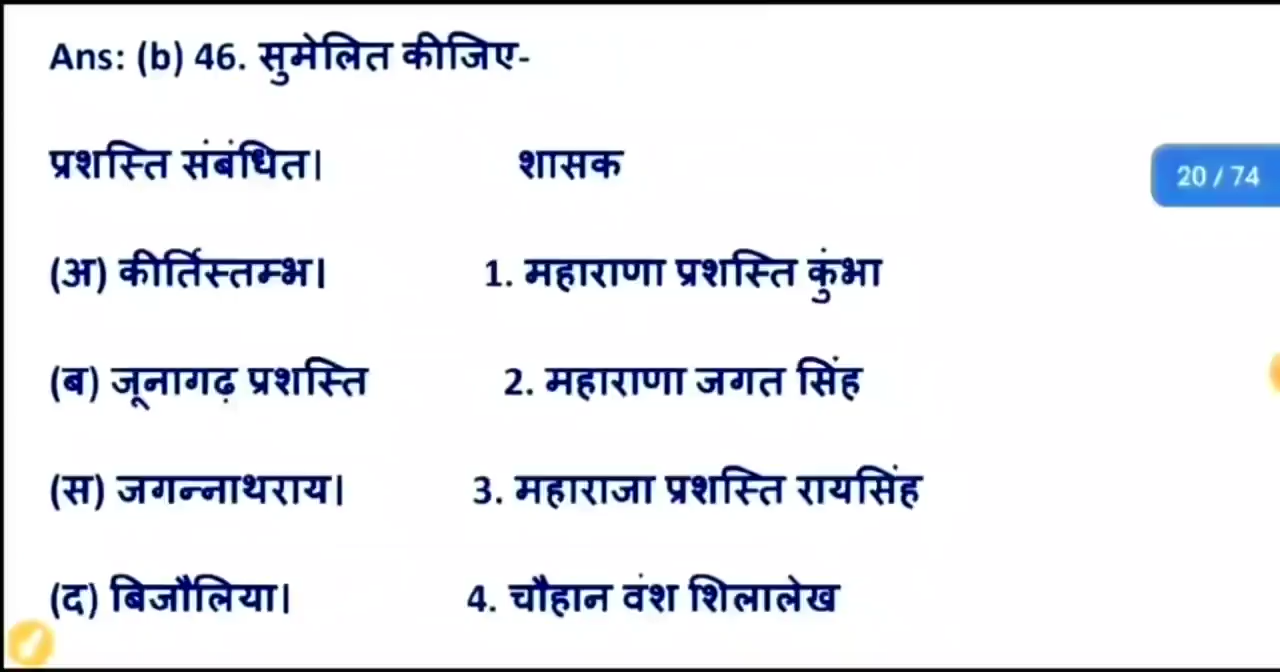 Ans: (b) 46. सुमेलित कीजिए-
प्रशस्ति संबंधित। शासक
20 / 74
(अ) कीर्तिस्तम्भ। 1. महाराणा प्रशस्ति कुंभा
(ब) जूनागढ़ प्रशस्ति 2. महाराणा जगत सिंह
(स) जगन्नाथराय। 3. महाराजा प्रशस्ति रायसिंह
(द) बिजौलिया। 4. चौहान वंश शिलालेख